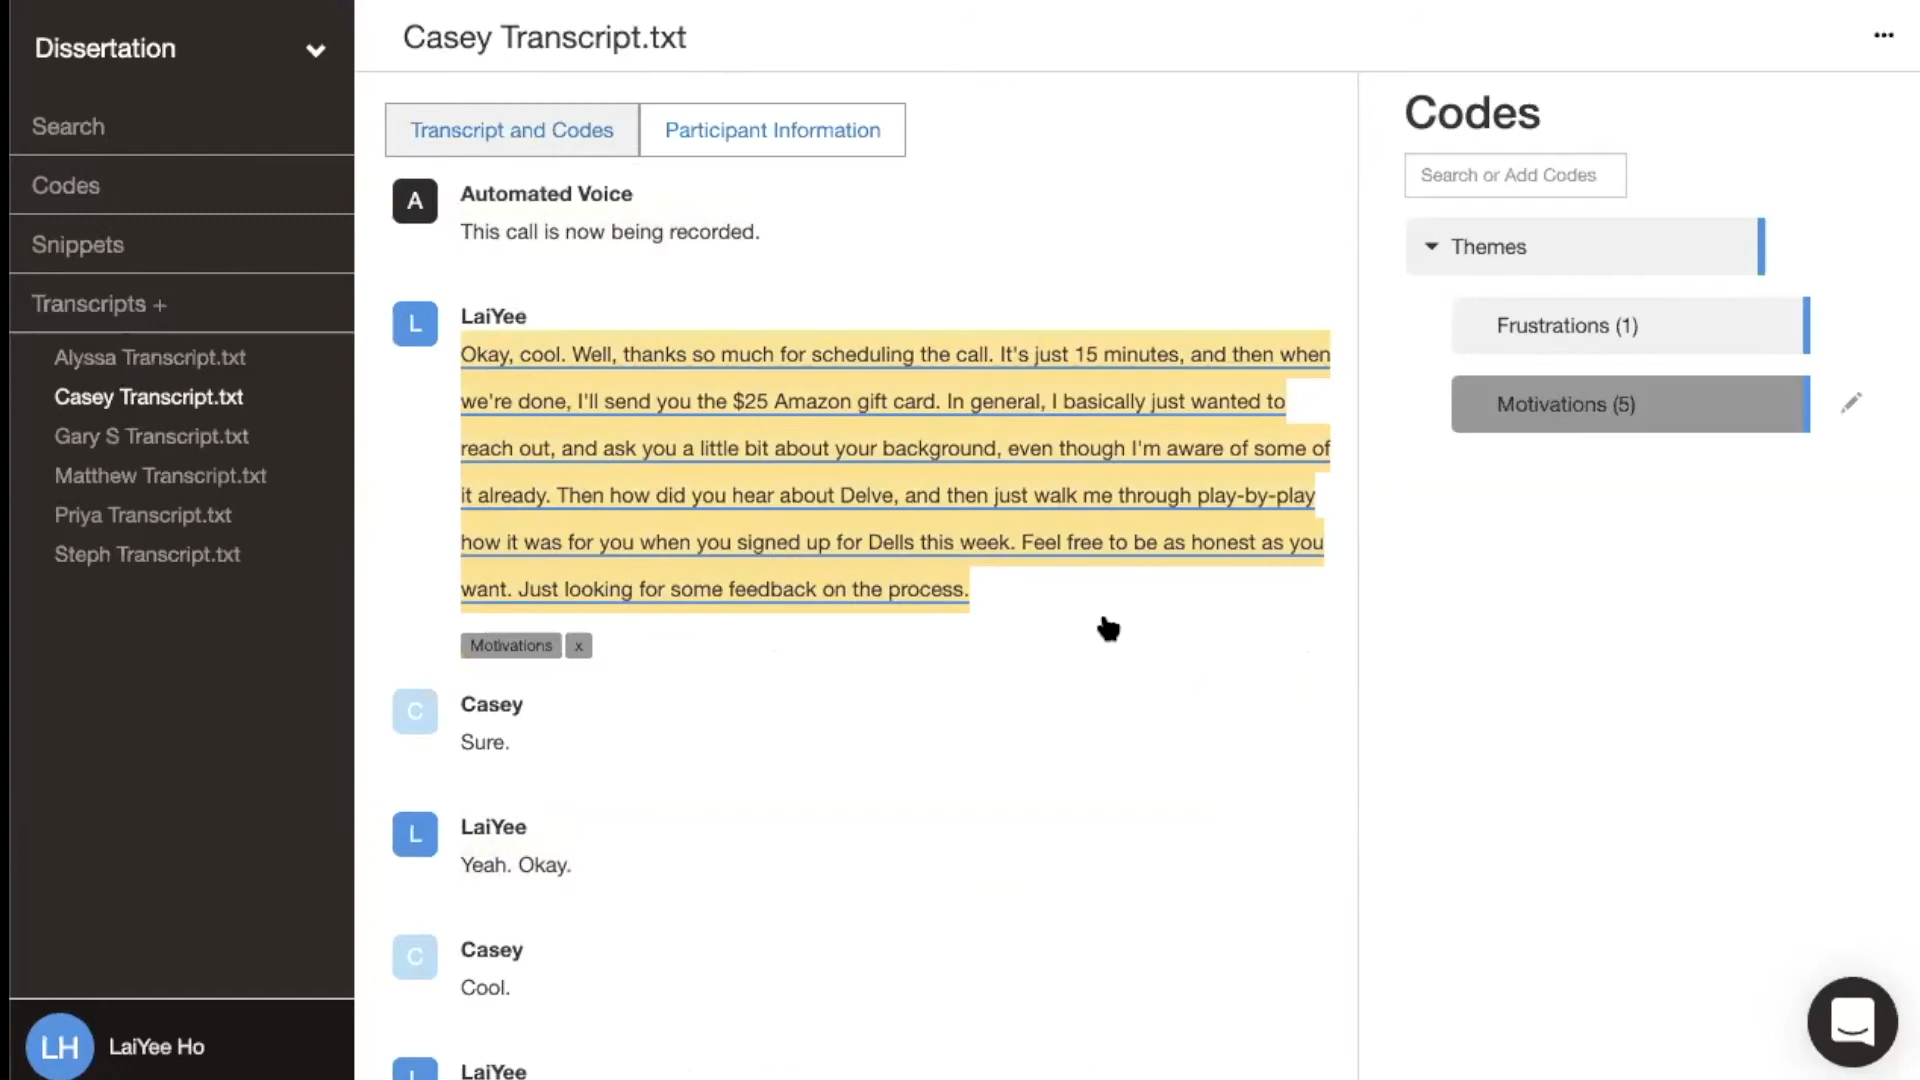 Dissertation
Search
Codes
Snippets
Transcripts +
Alyssa Transcript.txt
Casey Transcript.txt
Gary S Transcript.txt
Matthew Transcript.txt
Priya Transcript.txt
Steph Transcript.txt
LH LaiYee Ho
Casey Transcript.txt
Transcript and Codes
Participant Information
A Automated Voice
This call is now being recorded.
L LaiYee
Okay, cool. Well, thanks so much for scheduling the call. It's just 15 minutes, and then when
we're done, I'll send you the $25 Amazon gift card. In general, I basically just wanted to
reach out, and ask you a little bit about your background, even though I'm aware of some of
it already. Then how did you hear about Delve, and then just walk me through play-by-play
how it was for you when you signed up for Dells this week. Feel free to be as honest as you
want. Just looking for some feedback on the process.
Motivations x
C Casey
Sure.
L LaiYee
Yeah. Okay.
C Casey
Cool.
L LaiYee
Codes
Search or Add Codes
Themes
Frustrations (1)
Motivations (5)